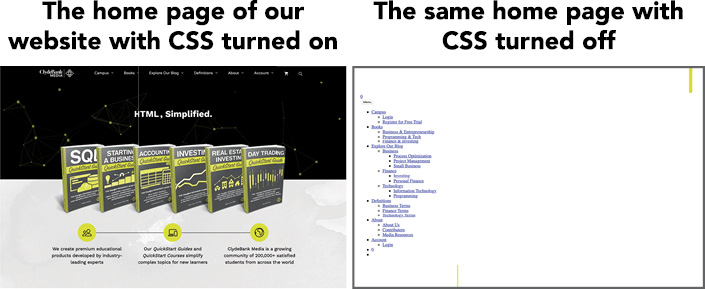 The home page of our
website with CSS turned on
The same home page with
CSS turned off
ClydeBank
MEDIA
Campus
Books
Explore Our Blog
Definitions
About
Account
HTML, Simplified.
SQL
QuickStart Guide
STARTING
A BUSINESS
QuickStart Guide
ACCOUNTING
QuickStart Guide
INVESTING
QuickStart Guide
REAL ESTATE
INVESTING
QuickStart Guide
DAY TRADING
QuickStart Guide
We create premium educational
products developed by industry-
leading experts
Our QuickStart Guides and
QuickStart Courses simplify
complex topics for new learners
ClydeBank Media is a growing
community of 200,000+ satisfied
students from across the world
0
Menu
Campus
Login
Register for Free Trial
Books
Business & Entrepreneurship
Programming & Tech
Finance & Investing
Explore Our Blog
Business
Process Optimization
Project Management
Small Business
Finance
Investing
Personal Finance
Technology
Information Technology
Programming
Definitions
Business Terms
Finance Terms
Technology Terms
About
About Us
Contributors
Media Resources
Account
Login
0